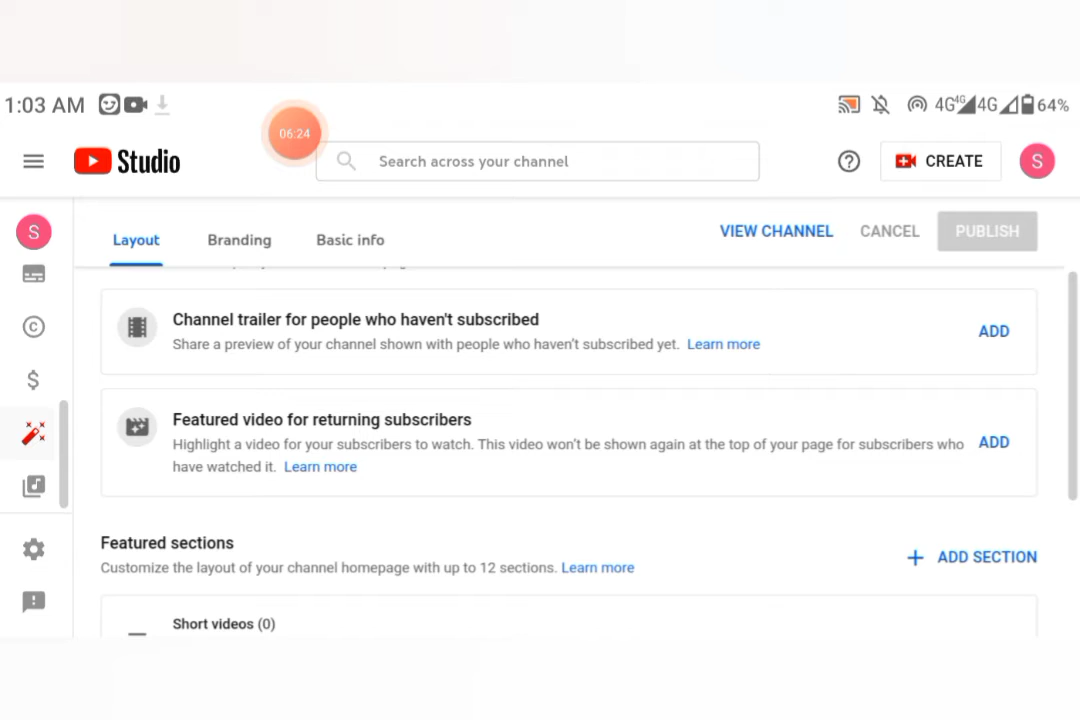 1:03 AM
4G 4G 4G 64%
06:24
Studio
Search across your channel
CREATE
S
S
Layout
Branding
Basic info
VIEW CHANNEL
CANCEL
PUBLISH
Channel trailer for people who haven't subscribed
Share a preview of your channel shown with people who haven't subscribed yet. Learn more
ADD
Featured video for returning subscribers
Highlight a video for your subscribers to watch. This video won't be shown again at the top of your page for subscribers who
have watched it. Learn more
ADD
Featured sections
Customize the layout of your channel homepage with up to 12 sections. Learn more
+ ADD SECTION
Short videos (0)